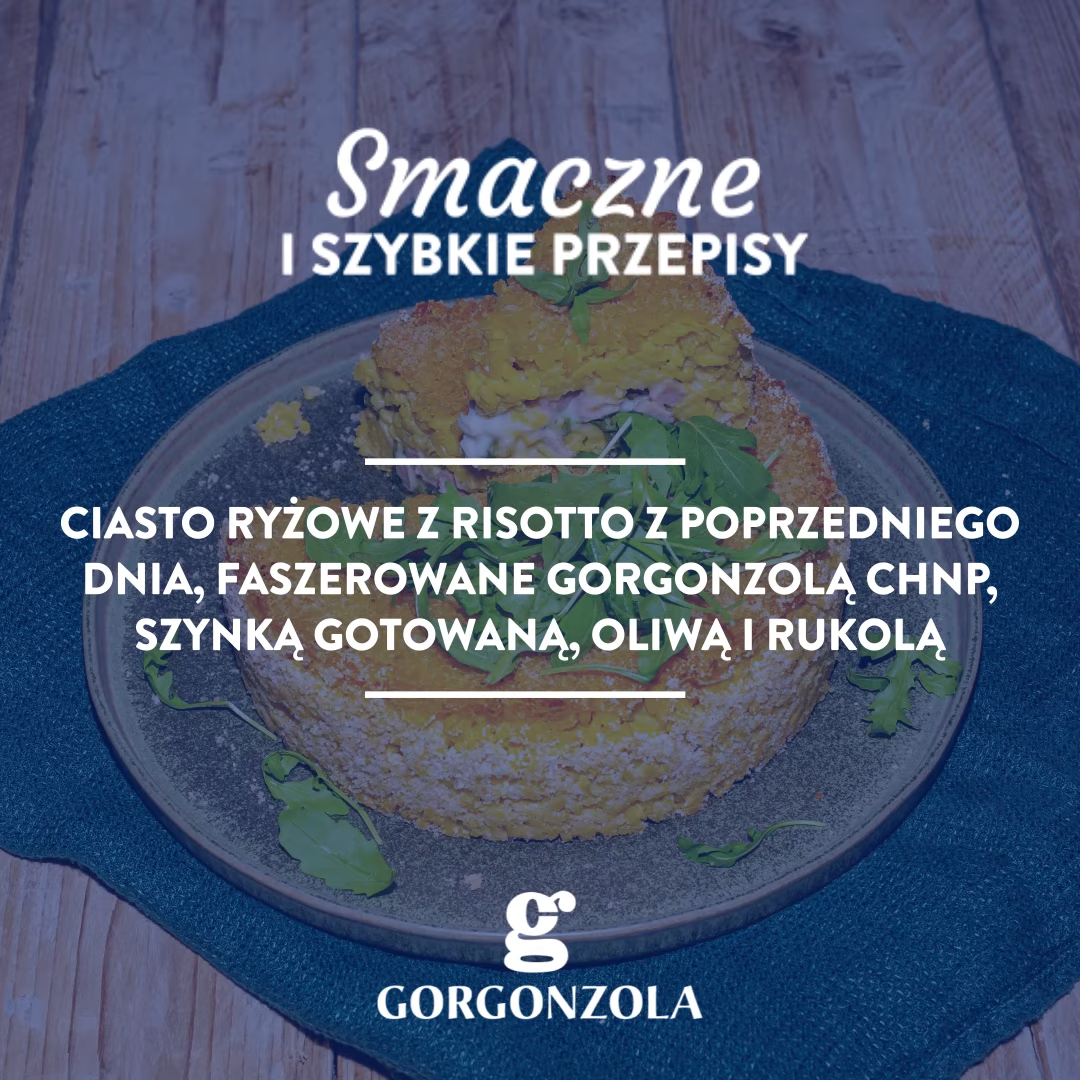 Smaczne
I SZYBKIE PRZEPISY
CIASTO RYŻOWE Z RISOTTO Z POPRZEDNIEGO
DNIA, FASZEROWANE GORGONZOLĄ CHNP,
SZYNKĄ GOTOWANĄ, OLIWĄ I RUKOLĄ
g
GORGONZOLA